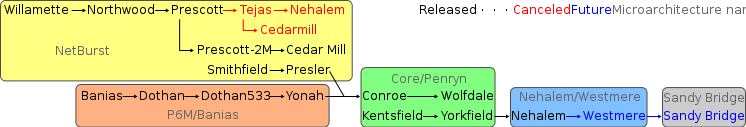 Willamette Northwood Prescott Tejas Nehalem Released · · · Canceled Future Microarchitecture nar
Cedarmill
NetBurst Prescott-2M Cedar Mill
Smithfield Presler
Core/Penryn
Banias Dothan Dothan533 Yonah Conroe Wolfdale Nehalem/Westmere Sandy Bridge
P6M/Banias Kentsfield Yorkfield Nehalem Westmere Sandy Bridge